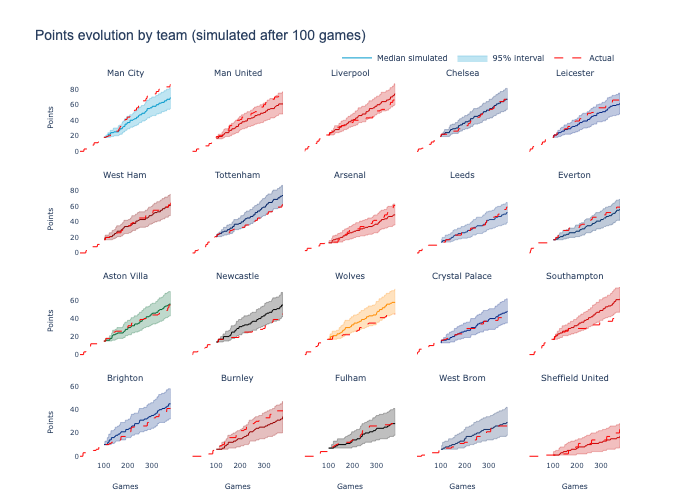 Points evolution by team (simulated after 100 games)
Median simulated 95% interval Actual
Man City Man United Liverpool Chelsea Leicester
Points
80
60
40
20
0
West Ham Tottenham Arsenal Leeds Everton
Points
80
60
40
20
0
Aston Villa Newcastle Wolves Crystal Palace Southampton
Points
60
40
20
0
Brighton Burnley Fulham West Brom Sheffield United
Points
60
40
20
0
100 200 300 100 200 300 100 200 300 100 200 300 100 200 300
Games Games Games Games Games